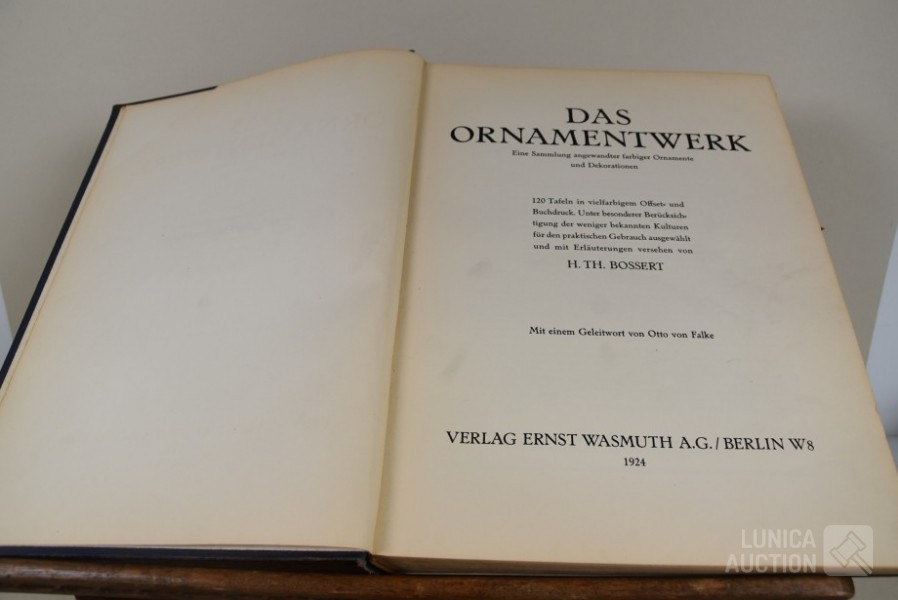 DAS
ORNAMENTWERK
Eine Sammlung angewandter farbiger Ornamente
und Dekorationen
120 Tafeln in vielfarbigem Offset- und
Buchdruck. Unter besonderer Berücksich-
tigung der weniger bekannten Kulturen
für den praktischen Gebrauch ausgewählt
und mit Erläuterungen versehen von
H. TH. BOSSERT
Mit einem Geleitwort von Otto von Falke
VERLAG ERNST WASMUTH A.G. / BERLIN W8
1924
LUNICA
AUCTION